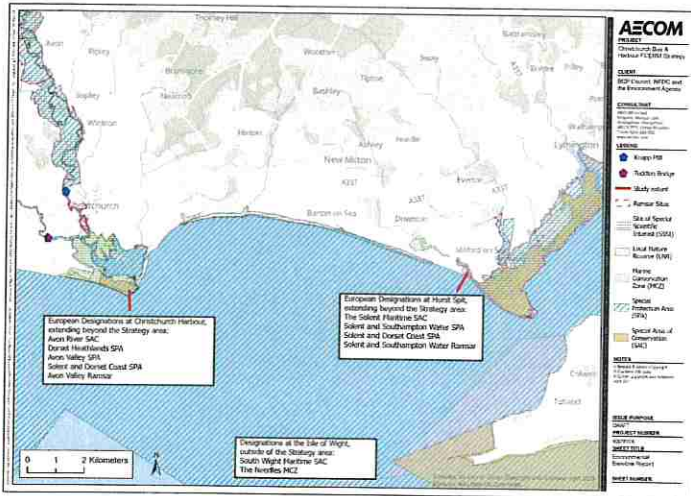 Thorney Hill
Avon
Ripley
Bransgore
Wootton
Sway
Sopley
Neacroft
Tiptoe
Bashley
Boldre
Pilley
A337
Winkton
Hinton
Ashley
Hordle
Lymington
New Milton
Everton
A337
A337
Barton on Sea
Downton
Milford on Sea
European Designations at Christchurch Harbour,
extending beyond the Strategy area:
Avon River SAC
Dorset Heathlands SPA
Avon Valley SPA
Solent and Dorset Coast SPA
Avon Valley Ramsar
European Designations at Hurst Spit,
extending beyond the Strategy area:
The Solent Maritime SAC
Solent and Southampton Water SPA
Solent and Dorset Coast SPA
Solent and Southampton Water Ramsar
Designations at the Isle of Wight,
outside of the Strategy area:
South Wight Maritime SAC
The Needles MCZ
Totland
0 1 2 Kilometers
N
AECOM
PROJECT
Christchurch Bay &
Harbour FCERM Strategy
CLIENT
BCP Council, NFDC and
the Environment Agency
CONSULTANT
LEGEND
Knapp Mill
Tuckton Bridge
Study extent
Ramsar Sites
Site of Special
Scientific
Interest (SSSI)
Local Nature
Reserve (LNR)
Marine
Conservation
Zone (MCZ)
Special
Protection Area
(SPA)
Special Area of
Conservation
(SAC)
NOTES
ISSUE PURPOSE
DRAFT
PROJECT NUMBER
SHEET TITLE
Environmental
Baseline Report
SHEET NUMBER